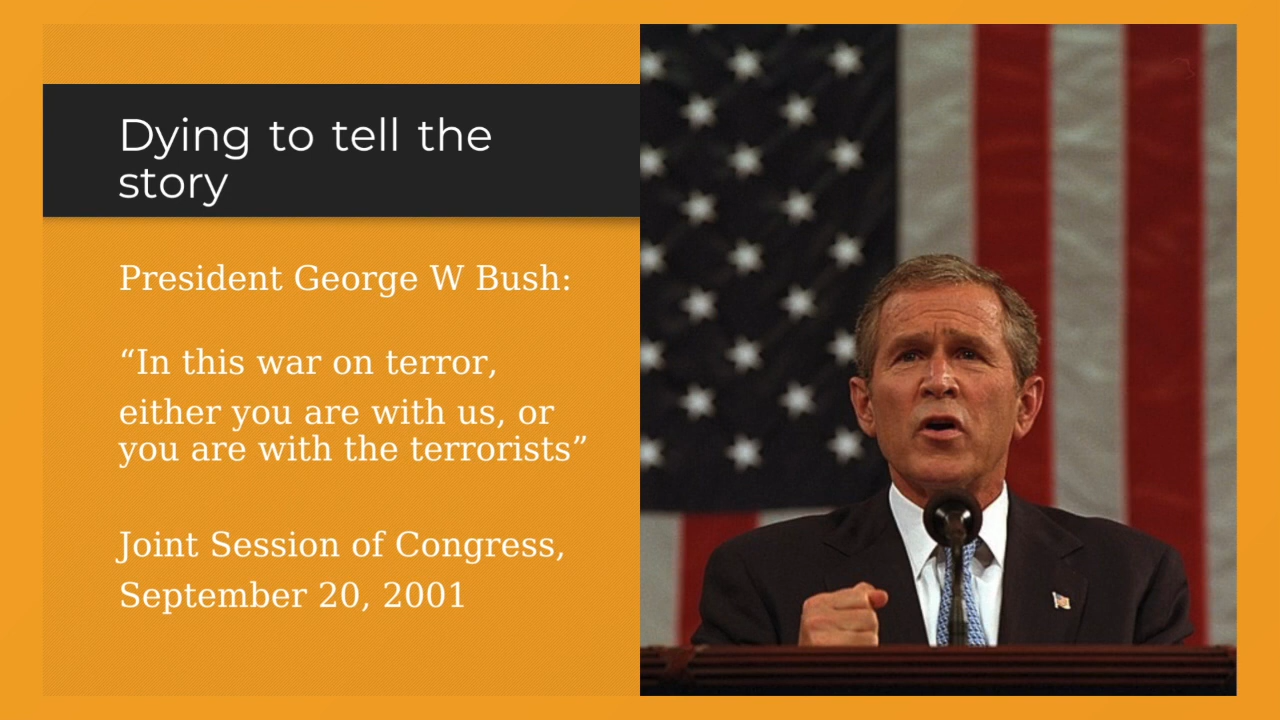 Dying to tell the
story
President George W Bush:
“In this war on terror,
either you are with us, or
you are with the terrorists”
Joint Session of Congress,
September 20, 2001